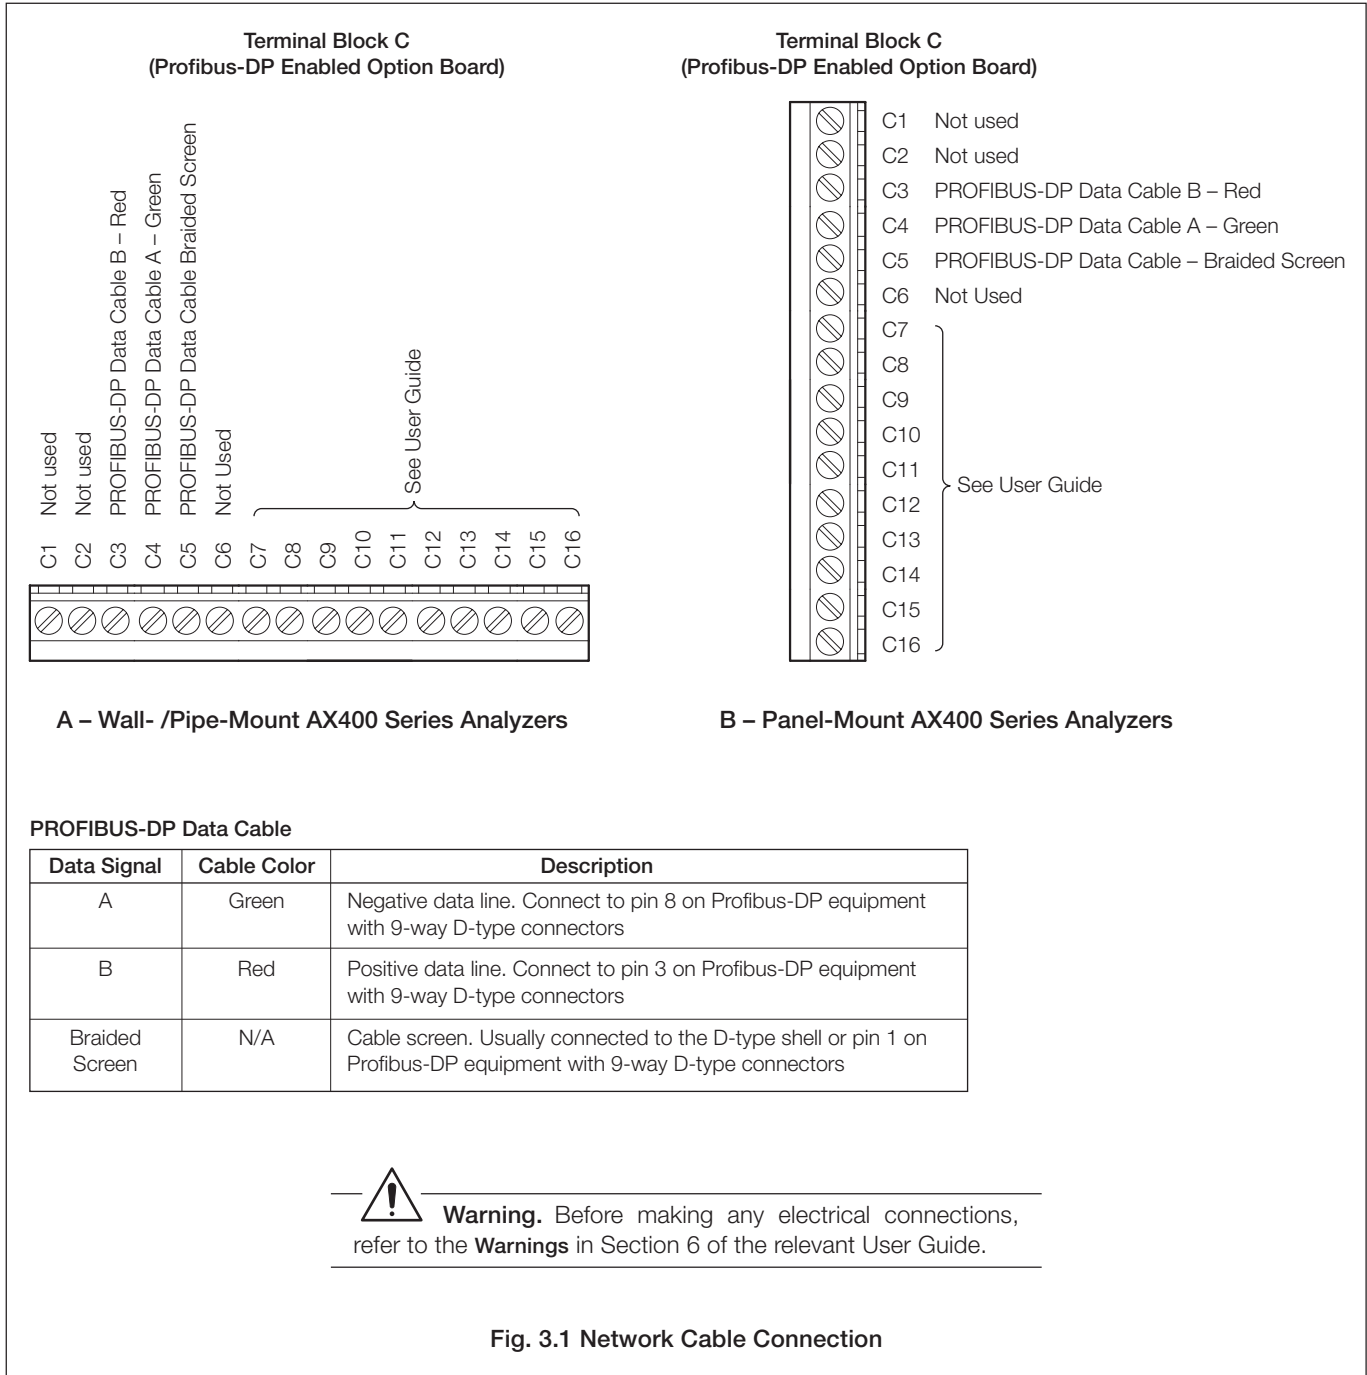 Terminal Block C
(Profibus-DP Enabled Option Board)
C1 Not used
C2 Not used
C3 PROFIBUS-DP Data Cable B – Red
C4 PROFIBUS-DP Data Cable A – Green
C5 PROFIBUS-DP Data Cable Braided Screen
C6 Not Used
C7
C8
C9
C10
C11
C12
C13
C14
C15
C16
See User Guide
A – Wall- /Pipe-Mount AX400 Series Analyzers
Terminal Block C
(Profibus-DP Enabled Option Board)
C1 Not used
C2 Not used
C3 PROFIBUS-DP Data Cable B – Red
C4 PROFIBUS-DP Data Cable A – Green
C5 PROFIBUS-DP Data Cable – Braided Screen
C6 Not Used
C7
C8
C9
C10
C11
C12
C13
C14
C15
C16
See User Guide
B – Panel-Mount AX400 Series Analyzers
PROFIBUS-DP Data Cable
Data Signal Cable Color Description
A Green Negative data line. Connect to pin 8 on Profibus-DP equipment
with 9-way D-type connectors
B Red Positive data line. Connect to pin 3 on Profibus-DP equipment
with 9-way D-type connectors
Braided N/A Cable screen. Usually connected to the D-type shell or pin 1 on
Screen Profibus-DP equipment with 9-way D-type connectors
Warning. Before making any electrical connections,
refer to the Warnings in Section 6 of the relevant User Guide.
Fig. 3.1 Network Cable Connection